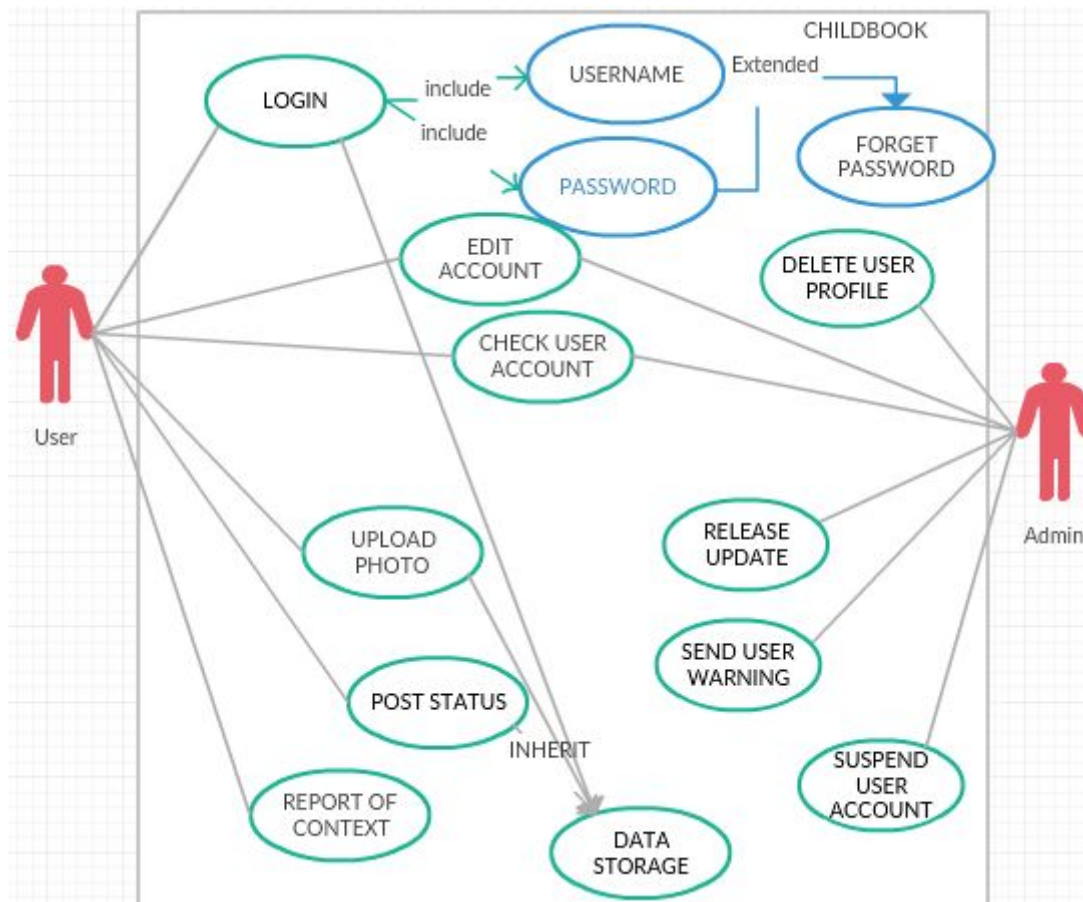 CHILDBOOK
LOGIN
include
include
USERNAME
Extended
PASSWORD
FORGET
PASSWORD
EDIT
ACCOUNT
DELETE USER
PROFILE
CHECK USER
ACCOUNT
User
Admin
UPLOAD
PHOTO
RELEASE
UPDATE
SEND USER
WARNING
POST STATUS
INHERIT
REPORT OF
CONTEXT
SUSPEND
USER
ACCOUNT
DATA
STORAGE